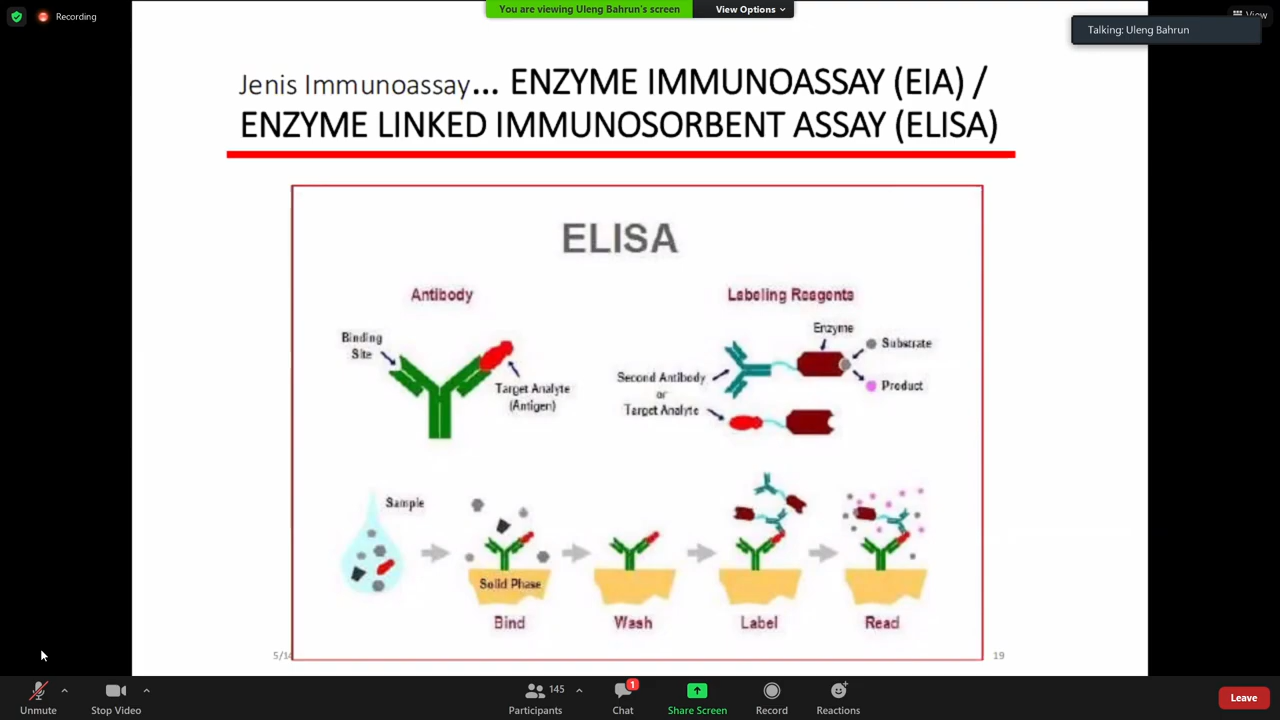 Recording
You are viewing Uleng Bahrun's screen
View Options
View
Talking: Uleng Bahrun
Jenis Immunoassay... ENZYME IMMUNOASSAY (EIA) /
ENZYME LINKED IMMUNOSORBENT ASSAY (ELISA)
ELISA
Antibody
Labeling Reagents
Binding
Site
Target Analyte
(Antigen)
Enzyme
Substrate
Product
Second Antibody
or
Target Analyte
Sample
Solid Phase
Bind
Wash
Label
Read
19
Unmute
Stop Video
145
Participants
1
Chat
Share Screen
Record
Reactions
Leave